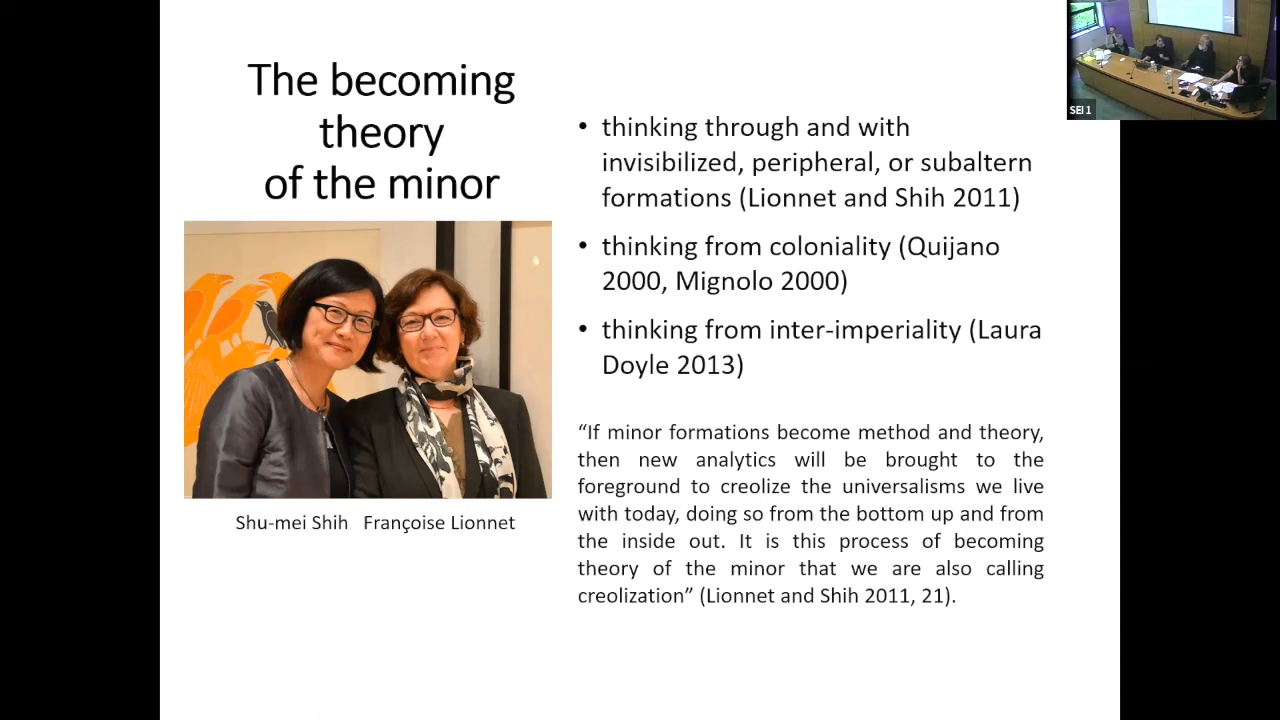 The becoming
theory
of the minor
Shu-mei Shih   Françoise Lionnet
• thinking through and with
invisibilized, peripheral, or subaltern
formations (Lionnet and Shih 2011)
• thinking from coloniality (Quijano
2000, Mignolo 2000)
• thinking from inter-imperiality (Laura
Doyle 2013)
“If minor formations become method and theory,
then new analytics will be brought to the
foreground to creolize the universalisms we live
with today, doing so from the bottom up and from
the inside out. It is this process of becoming
theory of the minor that we are also calling
creolization” (Lionnet and Shih 2011, 21).
SEI 1